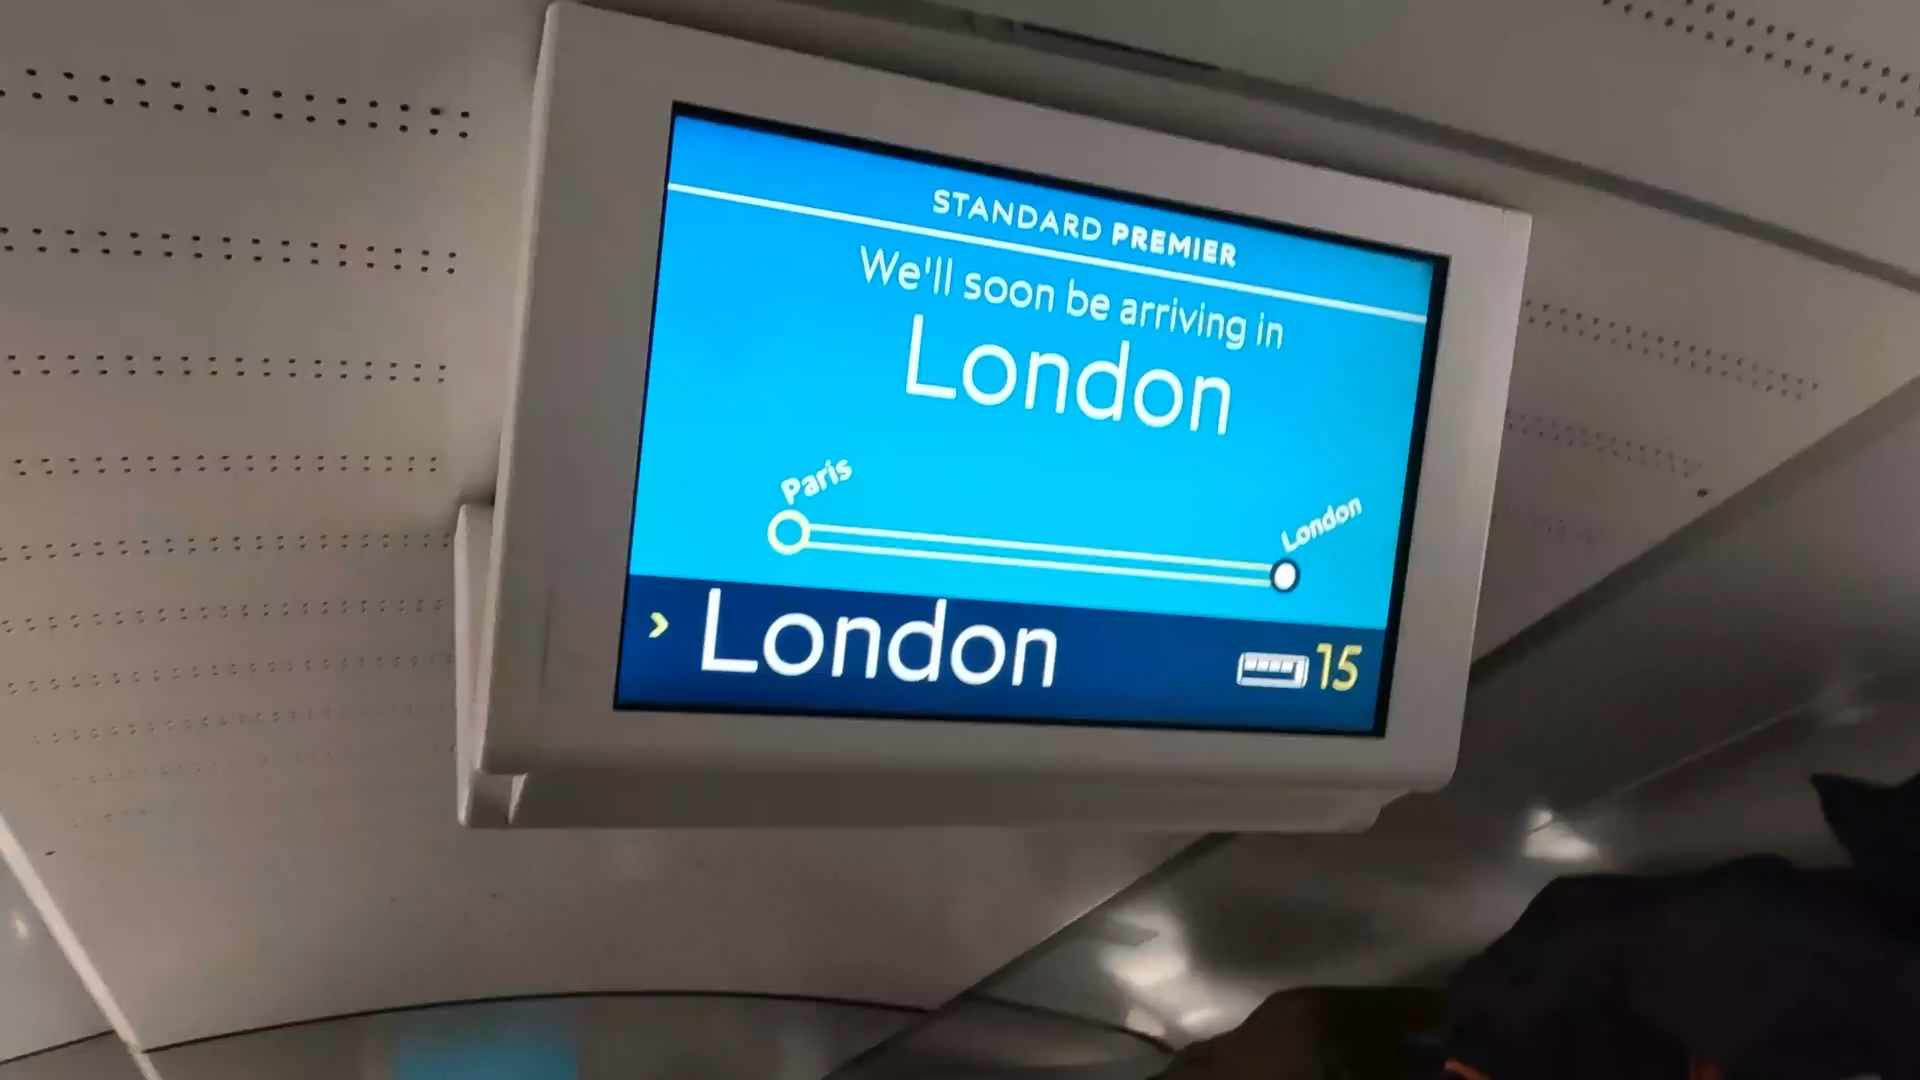 STANDARD PREMIER
We'll soon be arriving in
London
Paris
London
› London
15